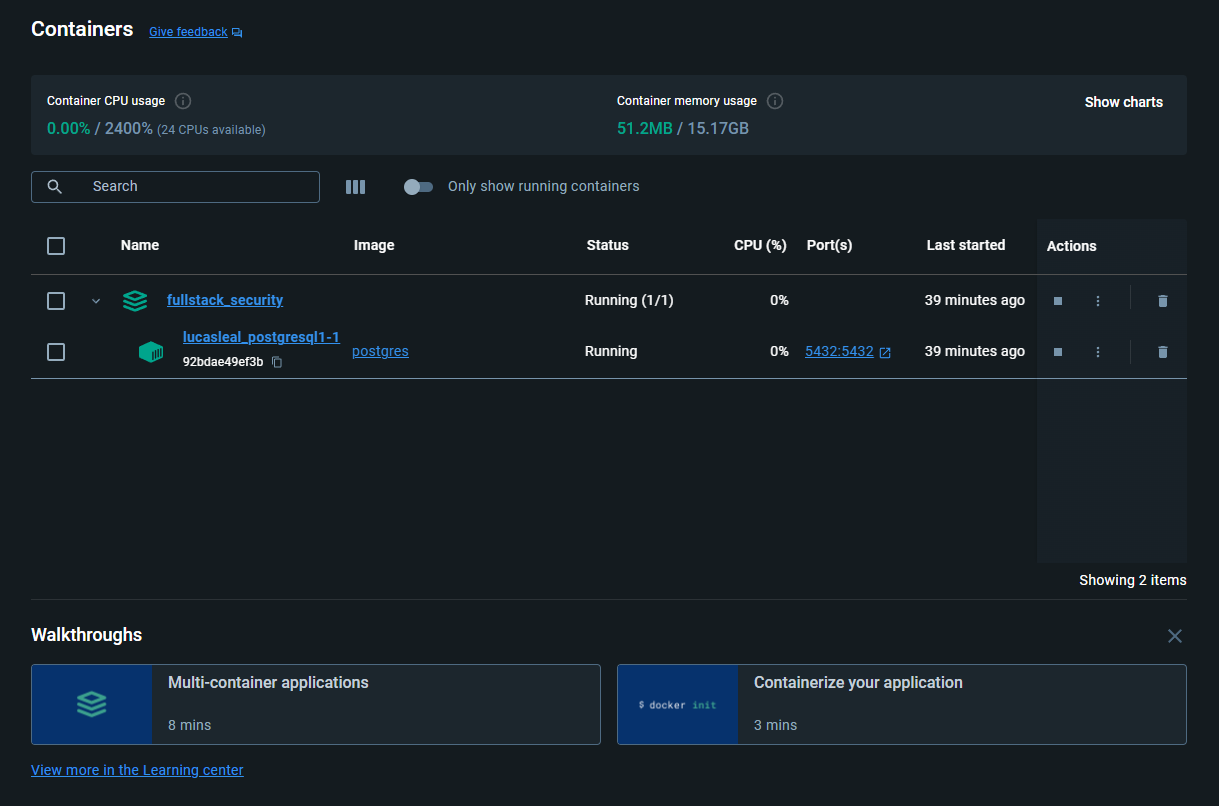 Containers Give feedback
Container CPU usage
0.00% / 2400% (24 CPUs available)
Container memory usage
51.2MB / 15.17GB
Show charts
Search
Only show running containers
Name Image Status CPU (%) Port(s) Last started Actions
fullstack_security Running (1/1) 0% 39 minutes ago
lucasleal_postgresql1-1
92bdae49ef3b
postgres Running 0% 5432:5432 39 minutes ago
Showing 2 items
Walkthroughs
Multi-container applications
8 mins
$ docker init
Containerize your application
3 mins
View more in the Learning center